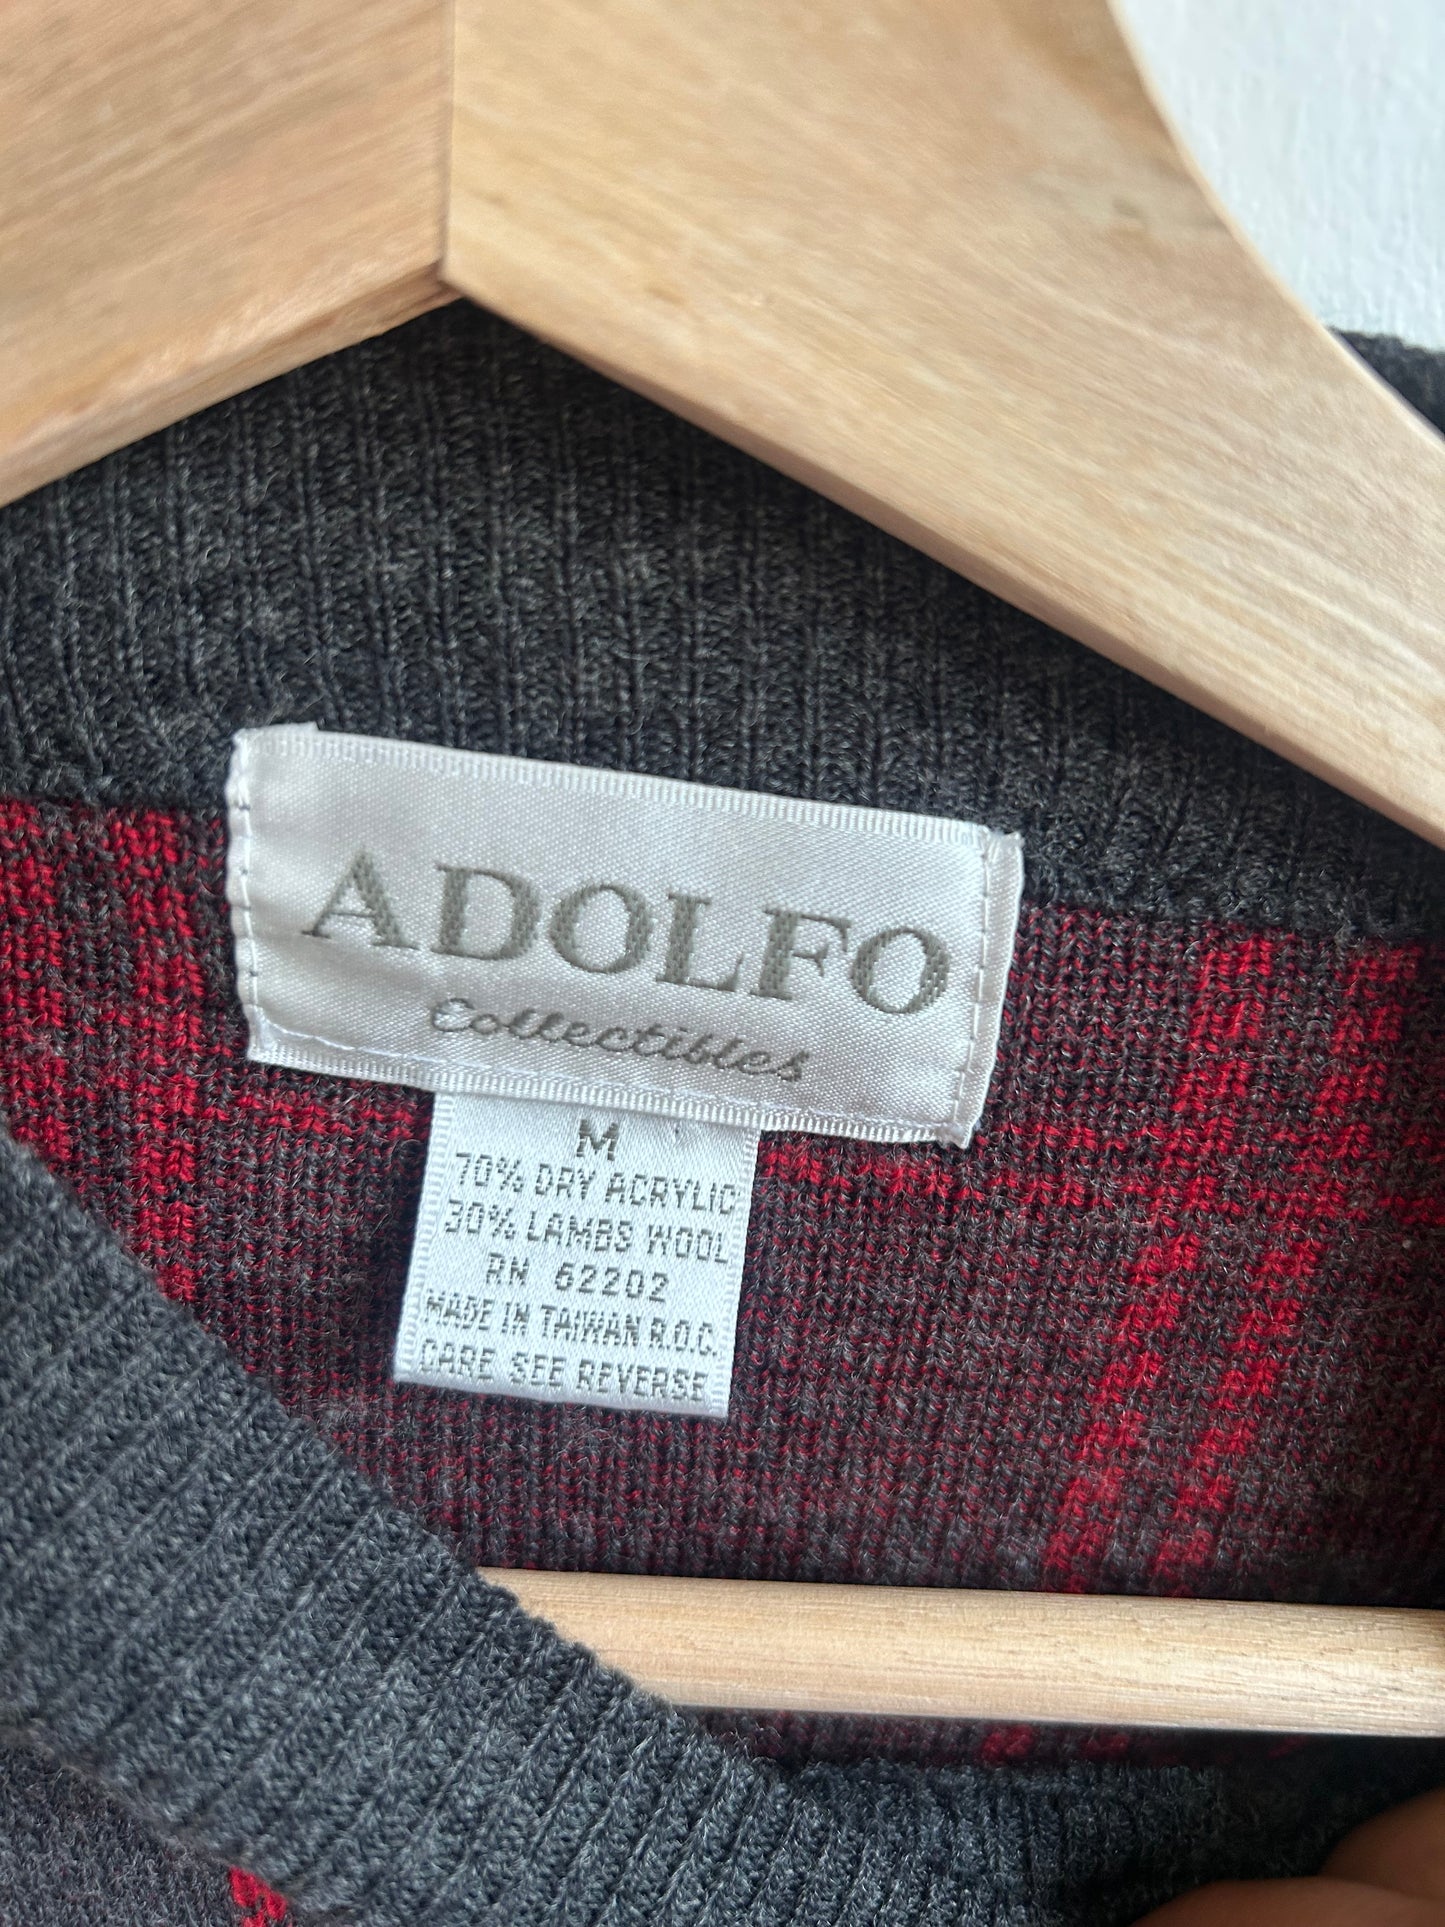 ADOLFO
Collectibles
M
70% DRY ACRYLIC
30% LAMBS WOOL
RN 62202
MADE IN TAIWAN R.O.C.
CARE SEE REVERSE